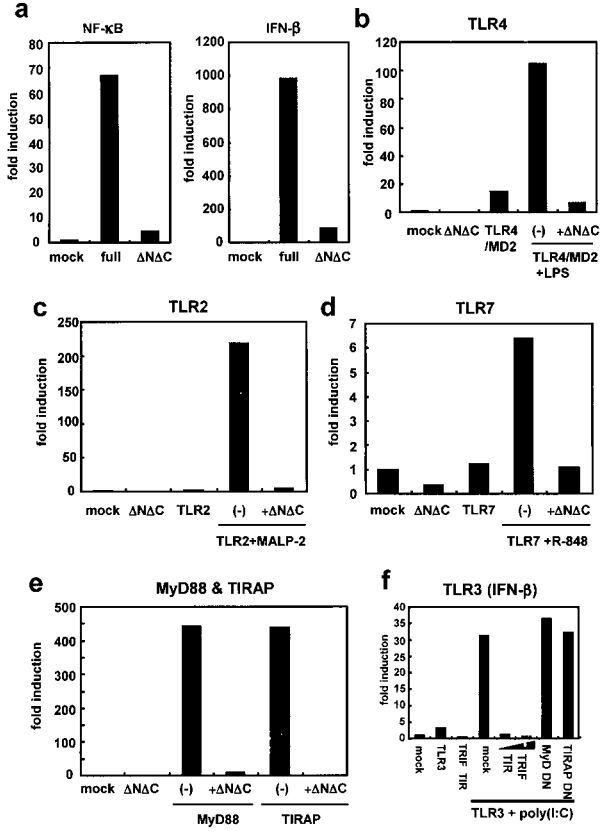 a
NF-κB
fold induction
80
70
60
50
40
30
20
10
0
mock full ΔNΔC
IFN-β
fold induction
1200
1000
800
600
400
200
0
mock full ΔNΔC
b
TLR4
fold induction
120
100
80
60
40
20
0
mock ΔNΔC TLR4 (-) +ΔNΔC
/MD2
TLR4/MD2
+LPS
c
TLR2
fold induction
250
200
150
100
50
0
mock ΔNΔC TLR2 (-) +ΔNΔC
TLR2+MALP-2
d
TLR7
fold induction
7
6
5
4
3
2
1
0
mock ΔNΔC TLR7 (-) +ΔNΔC
TLR7 +R-848
e
MyD88 & TIRAP
fold induction
500
400
300
200
100
0
mock ΔNΔC (-) +ΔNΔC (-) +ΔNΔC
MyD88 TIRAP
f
TLR3 (IFN-β)
fold induction
40
35
30
25
20
15
10
5
0
mock
TLR3
TRIF TIR
mock
TRIF
TIR
MyD DN
TIRAP DN
TLR3 + poly(I:C)